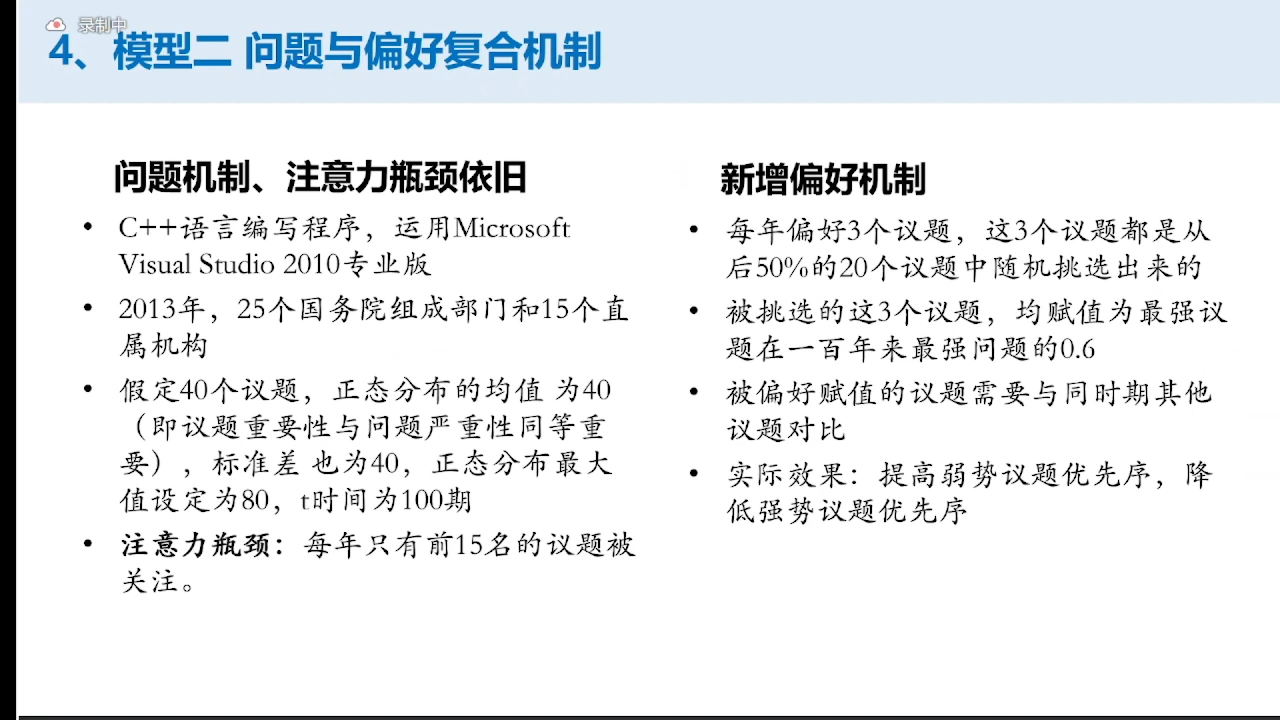 录制中
4、模型二 问题与偏好复合机制
问题机制、注意力瓶颈依旧
• C++语言编写程序，运用Microsoft
Visual Studio 2010专业版
• 2013年，25个国务院组成部门和15个直
属机构
• 假定40个议题，正态分布的均值 为40
（即议题重要性与问题严重性同等重
要），标准差 也为40，正态分布最大
值设定为80，t时间为100期
• 注意力瓶颈：每年只有前15名的议题被
关注。
新增偏好机制
• 每年偏好3个议题，这3个议题都是从
后50%的20个议题中随机挑选出来的
• 被挑选的这3个议题，均赋值为最强议
题在一百年来最强问题的0.6
• 被偏好赋值的议题需要与同时期其他
议题对比
• 实际效果：提高弱势议题优先序，降
低强势议题优先序